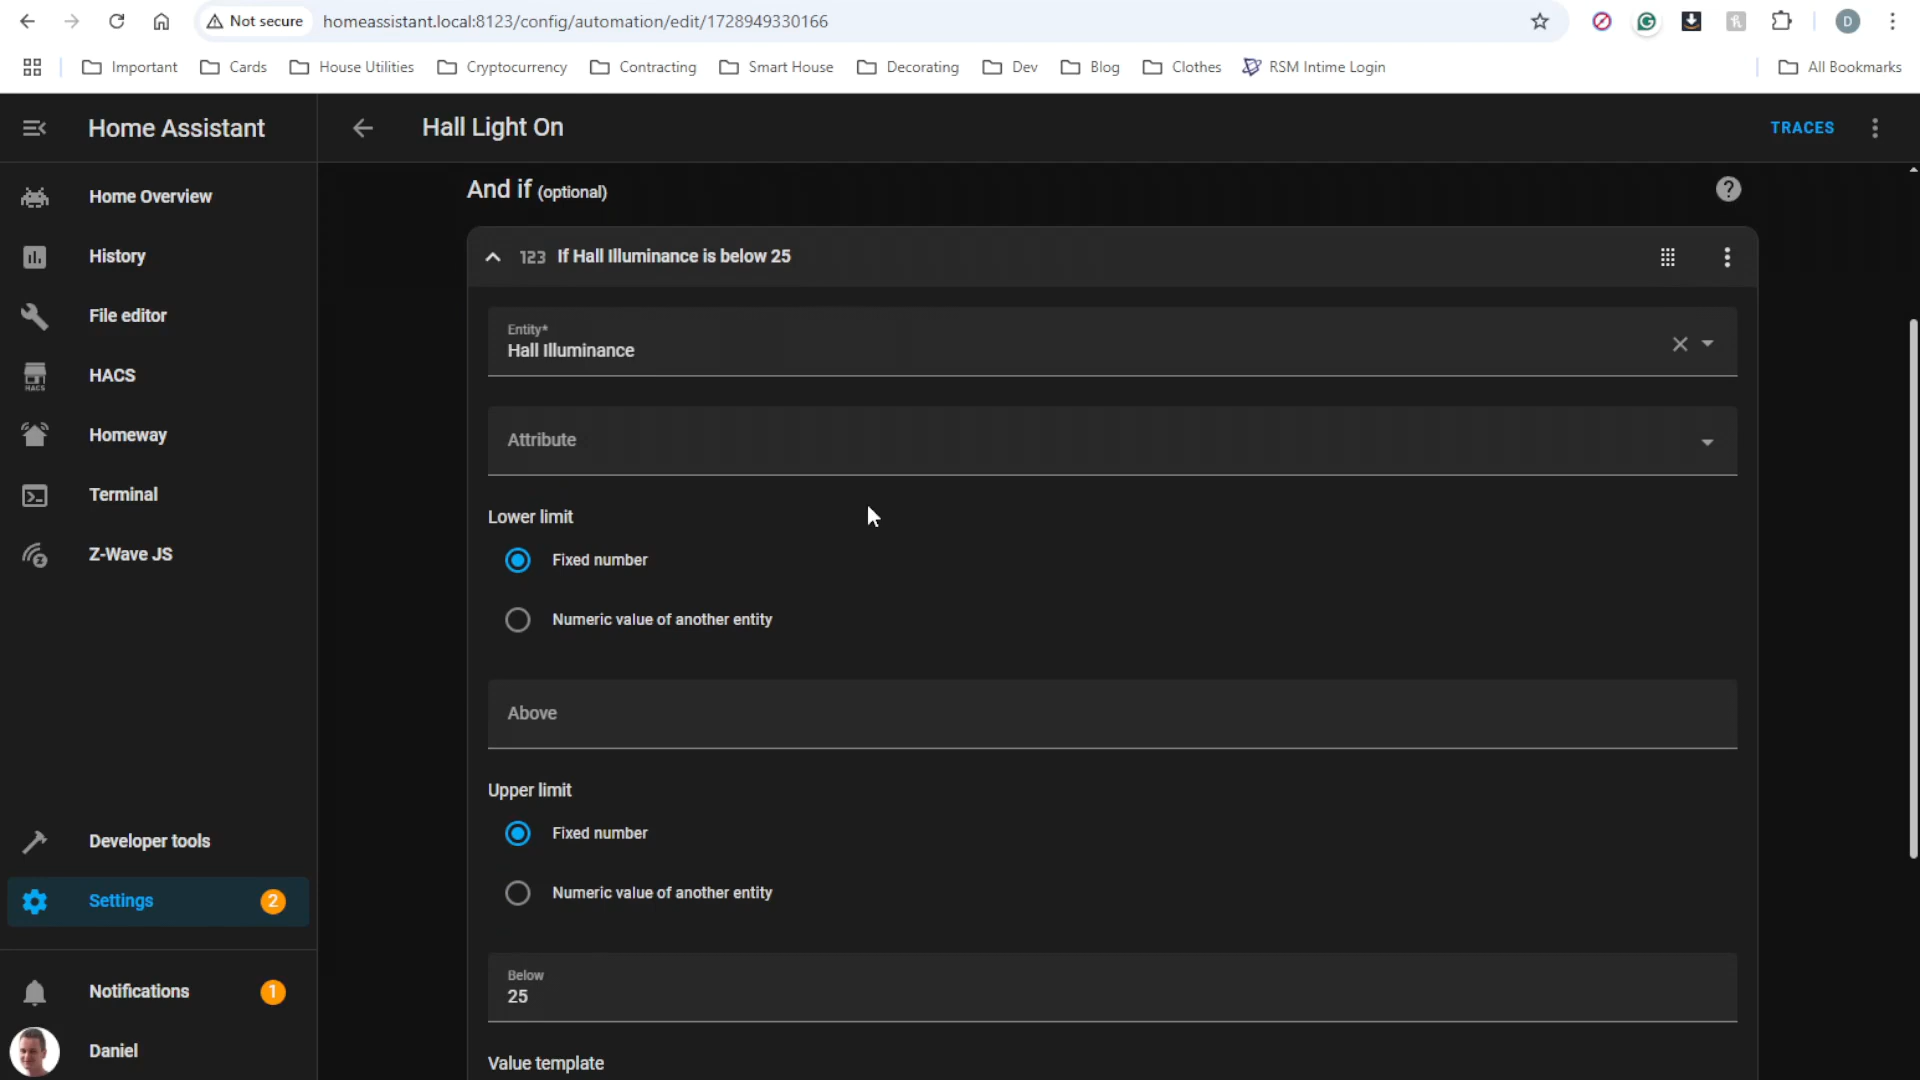 Not secure
homeassistant.local:8123/config/automation/edit/1728949330166
D
Important
Cards
House Utilities
Cryptocurrency
Contracting
Smart House
Decorating
Dev
Blog
Clothes
RSM Intime Login
All Bookmarks
Home Assistant
Hall Light On
TRACES
Home Overview
History
File editor
HACS
HACS
Homeway
Terminal
Z-Wave JS
Developer tools
Settings
2
Notifications
1
Daniel
And if (optional)
123 If Hall Illuminance is below 25
Entity*
Hall Illuminance
Attribute
Lower limit
Fixed number
Numeric value of another entity
Above
Upper limit
Fixed number
Numeric value of another entity
Below
25
Value template